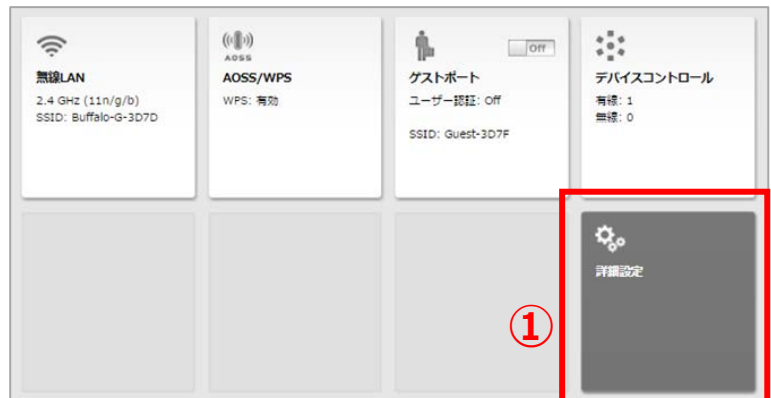 無線LAN
2.4 GHz (11n/g/b)
SSID: Buffalo-G-3D7D
AOSS
AOSS/WPS
WPS: 有効
Off
ゲストポート
ユーザー認証: Off
SSID: Guest-3D7F
デバイスコントロール
有線: 1
無線: 0
詳細設定
①